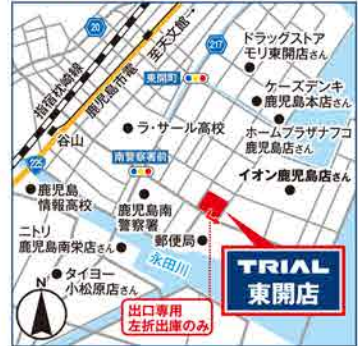 20
至天文館
217
ドラッグストア
モリ東開店さん
指宿枕崎線
鹿児島市電
東開町
ケーズデンキ
鹿児島本店さん
ラ・サール高校
ホームプラザナフコ
鹿児島店さん
谷山
南警察署前
225
イオン鹿児島店さん
鹿児島
情報高校
鹿児島南
警察署
ニトリ
鹿児島南栄店さん
郵便局
永田川
TRIAL
東開店
タイヨー
小松原店さん
N
出口専用
左折出庫のみ